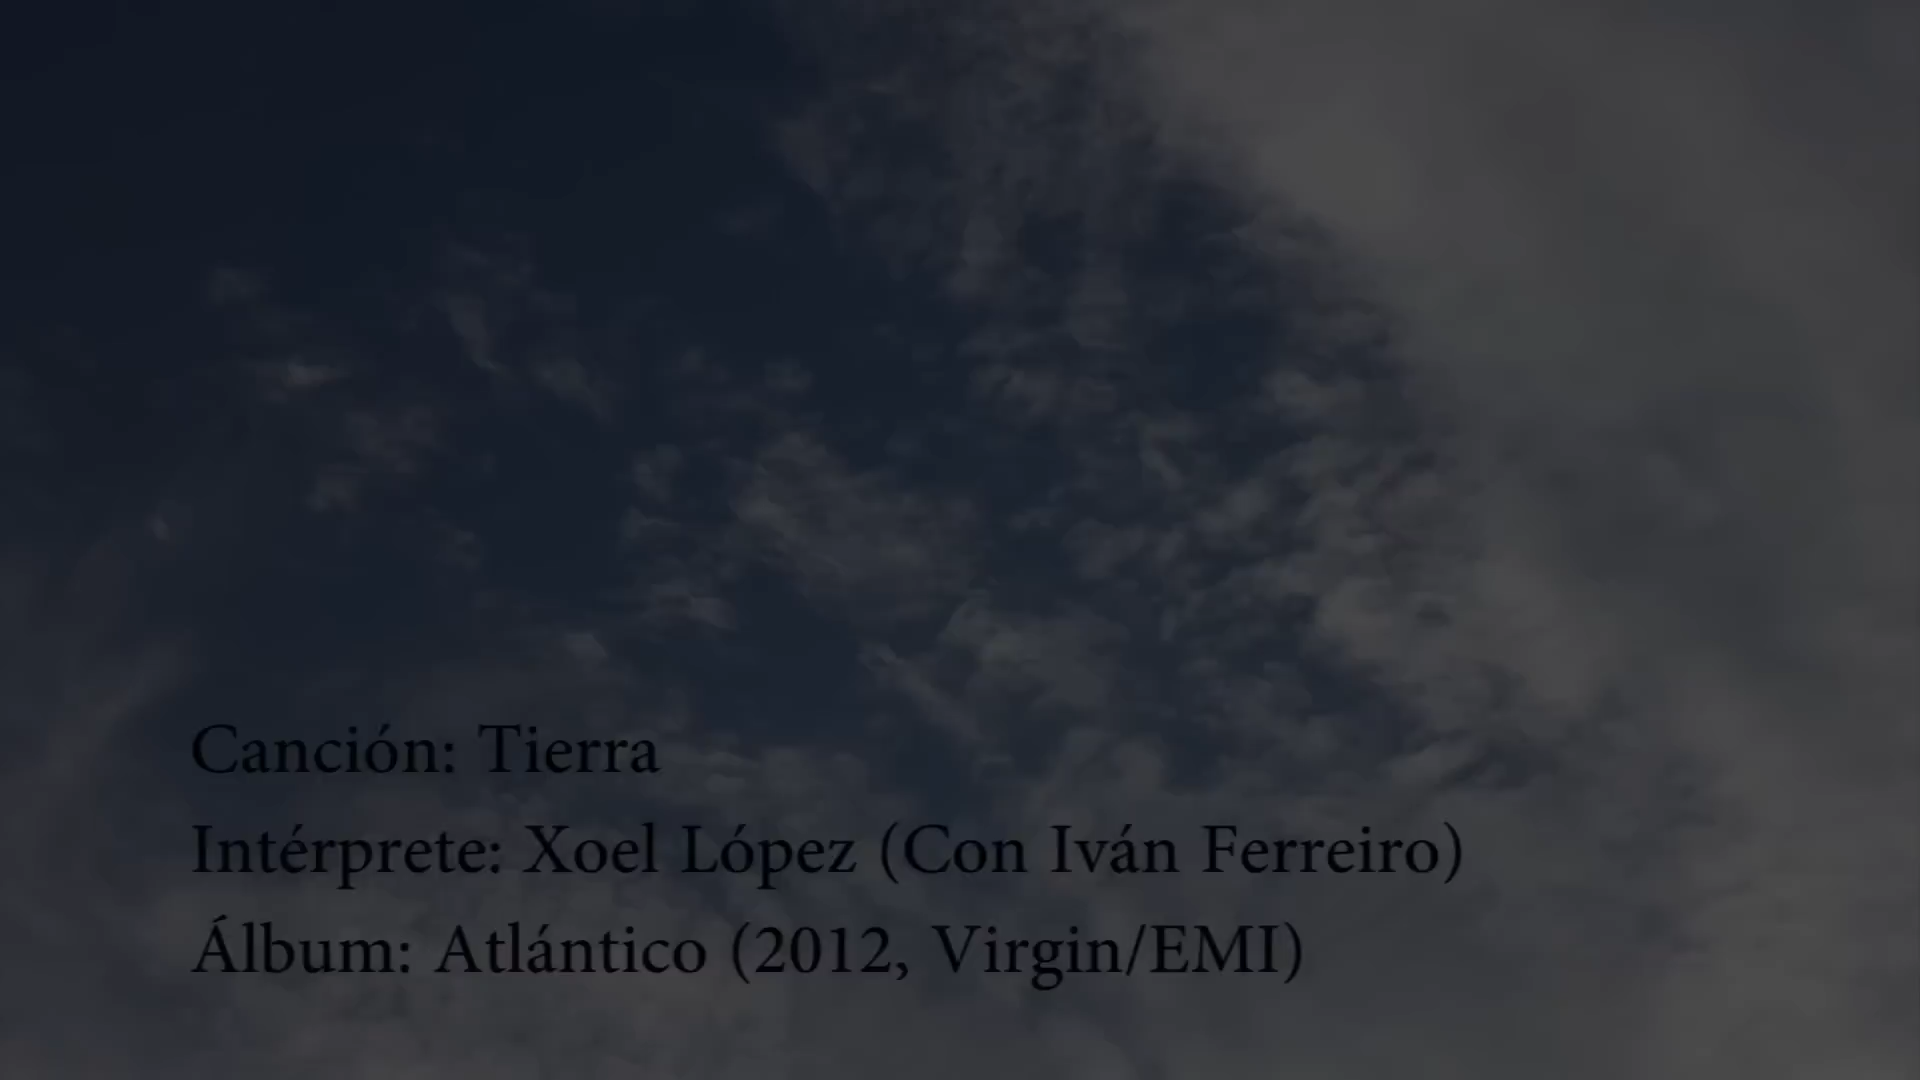 Canción: Tierra
Intérprete: Xoel López (Con Iván Ferreiro)
Álbum: Atlántico (2012, Virgin/EMI)